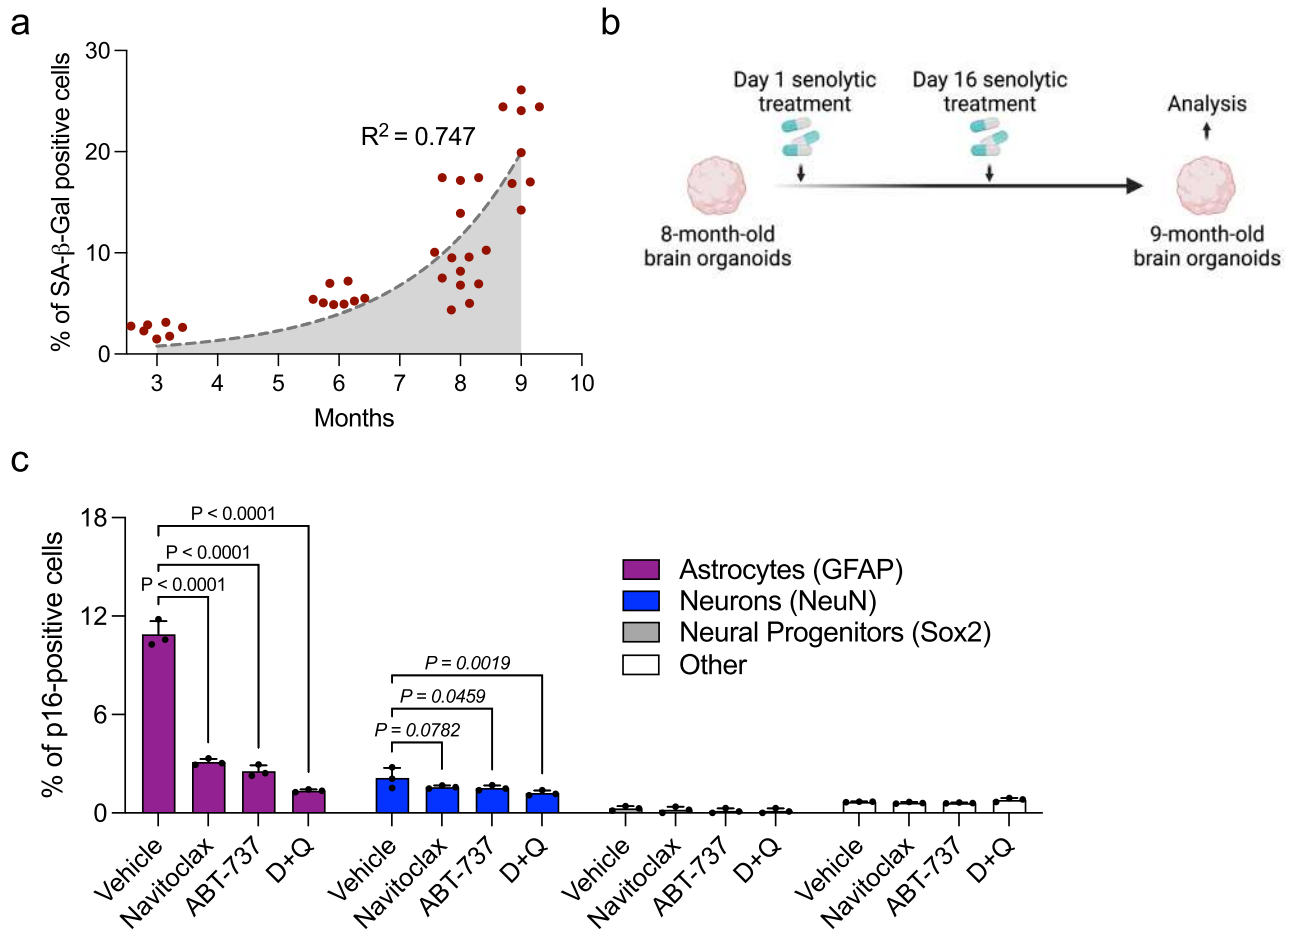 a
% of SA-β-Gal positive cells
30
20
10
0
R² = 0.747
3 4 5 6 7 8 9 10
Months
b
Day 1 senolytic
treatment
Day 16 senolytic
treatment
Analysis
8-month-old
brain organoids
9-month-old
brain organoids
c
% of p16-positive cells
18
12
6
0
P < 0.0001
P < 0.0001
P < 0.0001
P = 0.0019
P = 0.0459
P = 0.0782
Astrocytes (GFAP)
Neurons (NeuN)
Neural Progenitors (Sox2)
Other
Vehicle
Navitoclax
ABT-737
D+Q
Vehicle
Navitoclax
ABT-737
D+Q
Vehicle
Navitoclax
ABT-737
D+Q
Vehicle
Navitoclax
ABT-737
D+Q